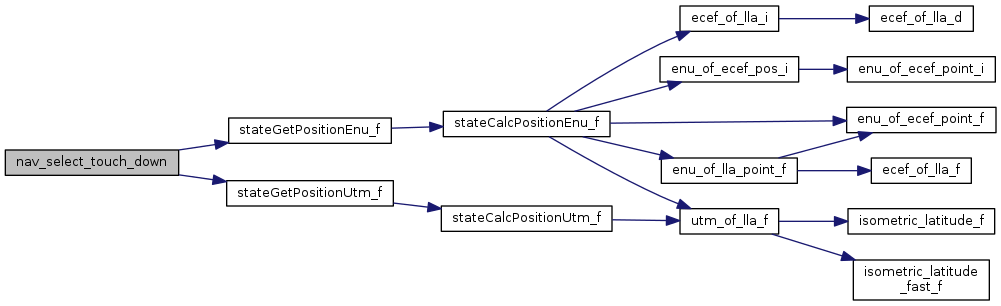 nav_select_touch_down
stateGetPositionEnu_f
stateGetPositionUtm_f
stateCalcPositionEnu_f
stateCalcPositionUtm_f
ecef_of_lla_i
enu_of_ecef_pos_i
enu_of_lla_point_f
utm_of_lla_f
ecef_of_lla_d
enu_of_ecef_point_i
enu_of_ecef_point_f
ecef_of_lla_f
isometric_latitude_f
isometric_latitude
_fast_f